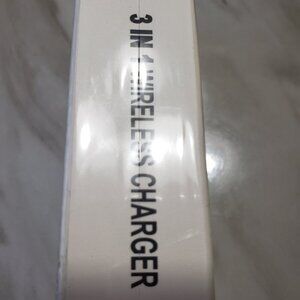 3 IN 1 WIRELESS CHARGER